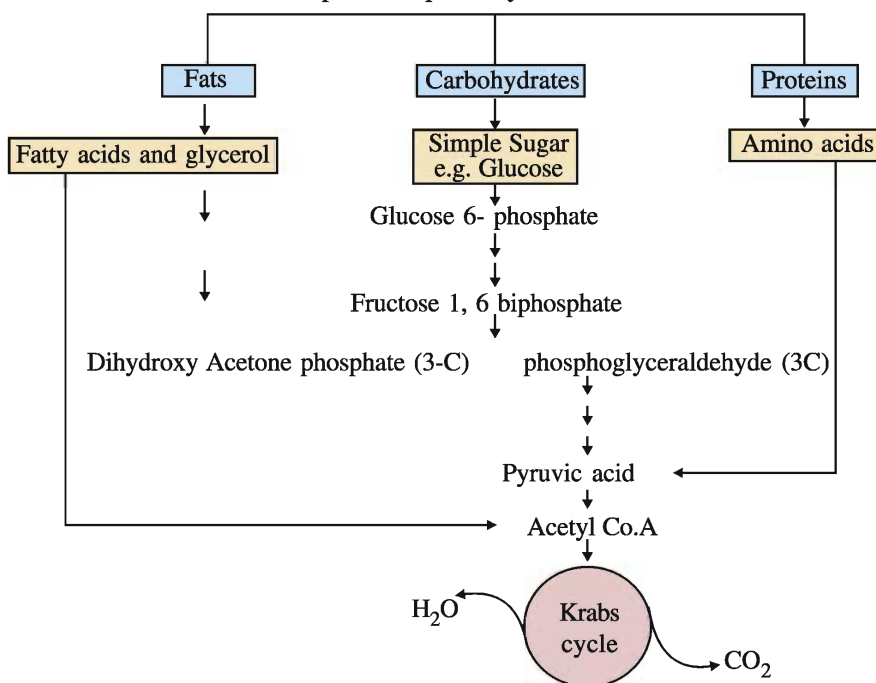 Fats
Carbohydrates
Proteins
Fatty acids and glycerol
Simple Sugar
e.g. Glucose
Amino acids
Glucose 6- phosphate
Fructose 1, 6 biphosphate
Dihydroxy Acetone phosphate (3-C)
phosphoglyceraldehyde (3C)
Pyruvic acid
Acetyl Co.A
H2O
Krabs
cycle
CO2